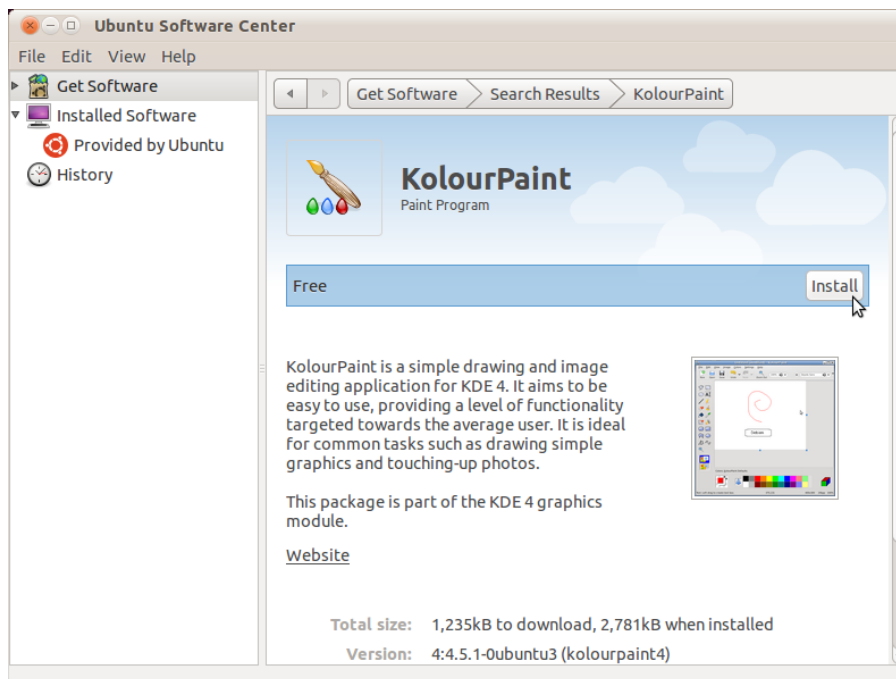 Ubuntu Software Center
File Edit View Help
Get Software
Installed Software
Provided by Ubuntu
History
Get Software Search Results KolourPaint
KolourPaint
Paint Program
Free Install
KolourPaint is a simple drawing and image
editing application for KDE 4. It aims to be
easy to use, providing a level of functionality
targeted towards the average user. It is ideal
for common tasks such as drawing simple
graphics and touching-up photos.
This package is part of the KDE 4 graphics
module.
Website
Total size: 1,235kB to download, 2,781kB when installed
Version: 4:4.5.1-0ubuntu3 (kolourpaint4)